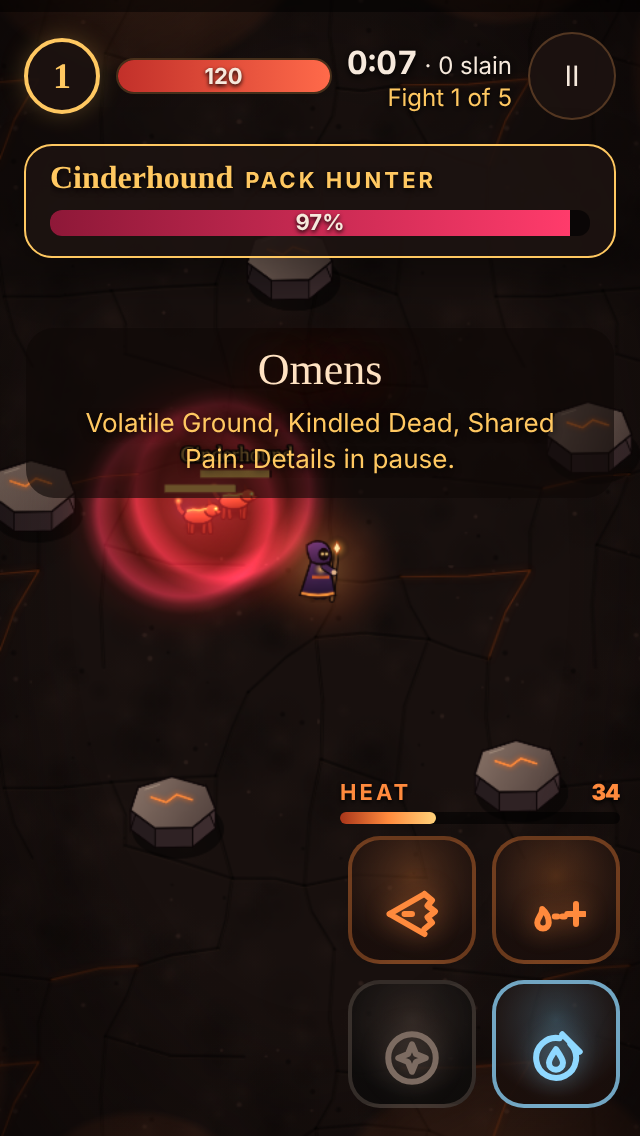 1
120
0:07 · 0 slain
Fight 1 of 5
Cinderhound PACK HUNTER
97%
Omens
Volatile Ground, Kindled Dead, Shared
Pain. Details in pause.
Cinderhound
HEAT 34